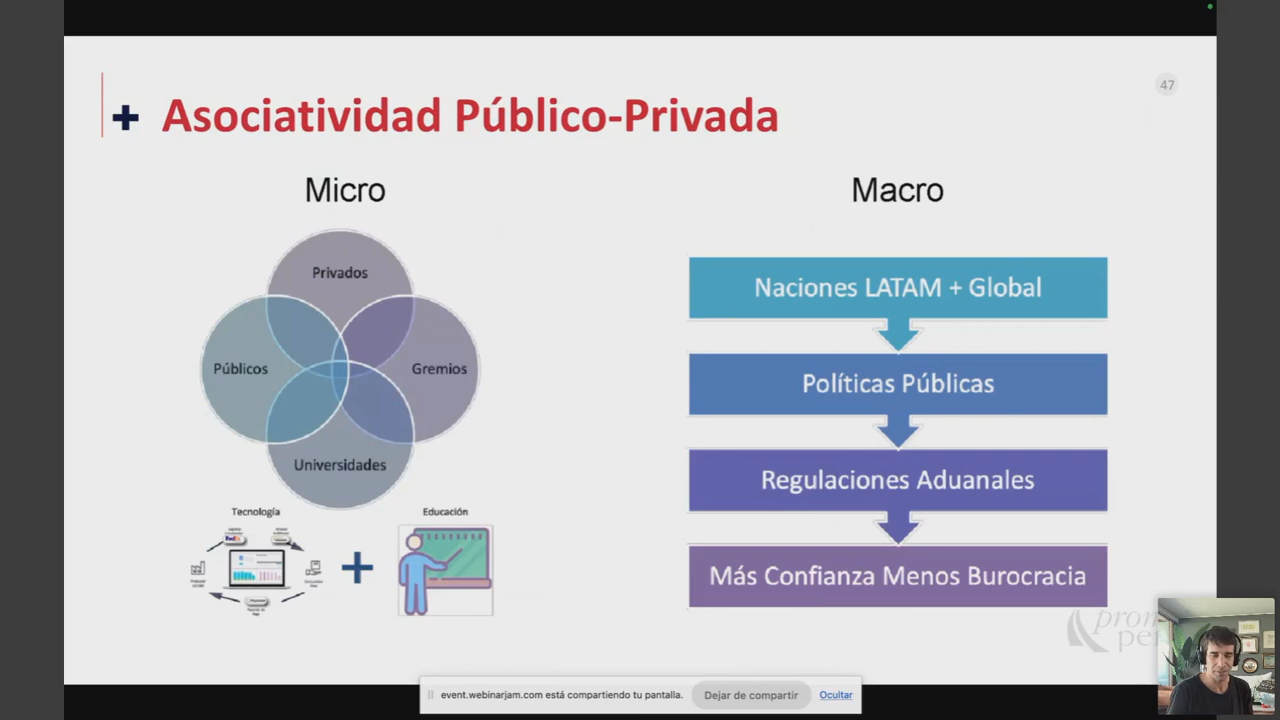 47
+ Asociatividad Público-Privada
Micro
Macro
Privados
Públicos
Gremios
Universidades
Tecnología
Educación
FedEx
+
Naciones LATAM + Global
Políticas Públicas
Regulaciones Aduanales
Más Confianza Menos Burocracia
event.webinarjam.com está compartiendo tu pantalla.
Dejar de compartir
Ocultar